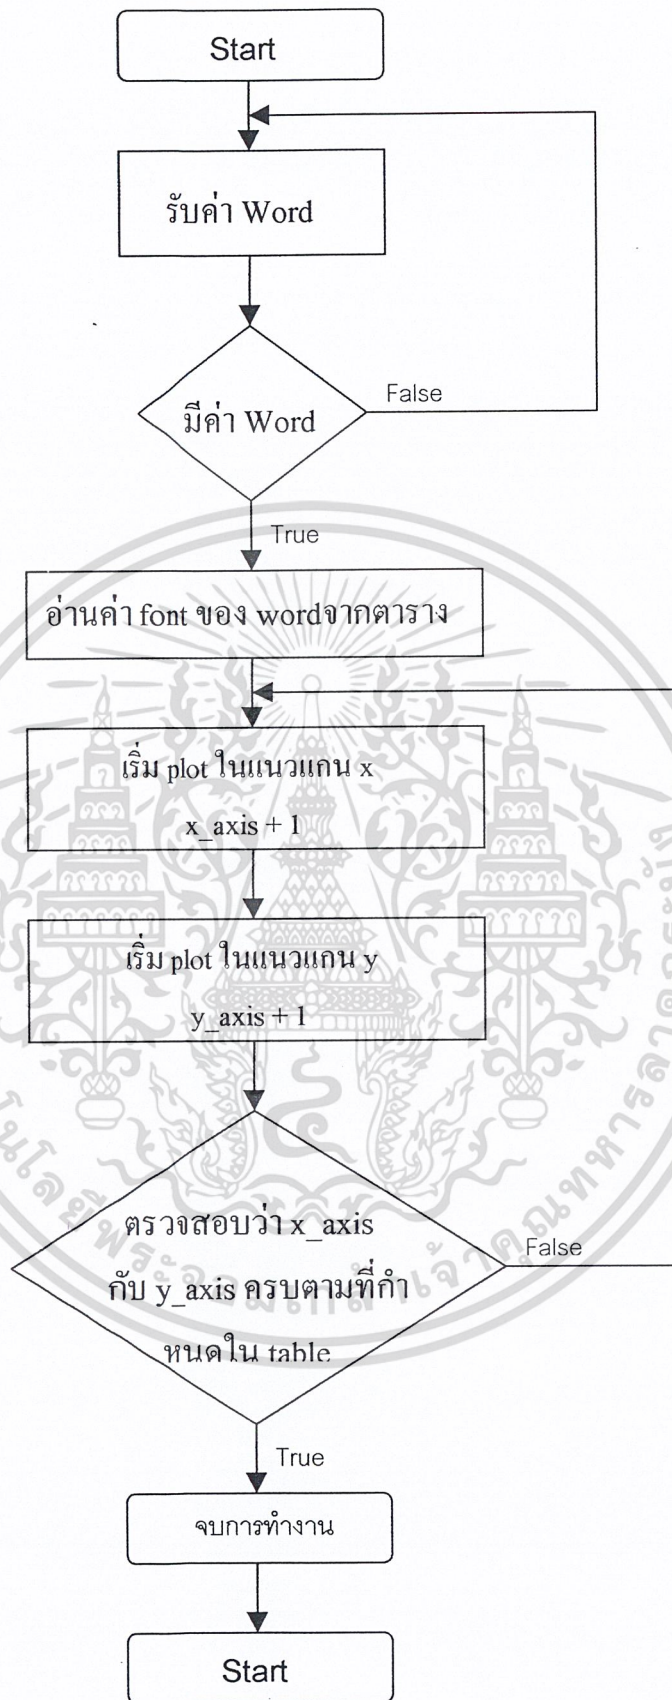 Start
รับค่า Word
มีค่า Word
False
True
อ่านค่า font ของ wordจากตาราง
เริ่ม plot ในแนวแกน x
x_axis + 1
เริ่ม plot ในแนวแกน y
y_axis + 1
ตรวจสอบว่า x_axis
กับ y_axis ครบตามที่กำ
หนดใน table
False
True
จบการทำงาน
Start